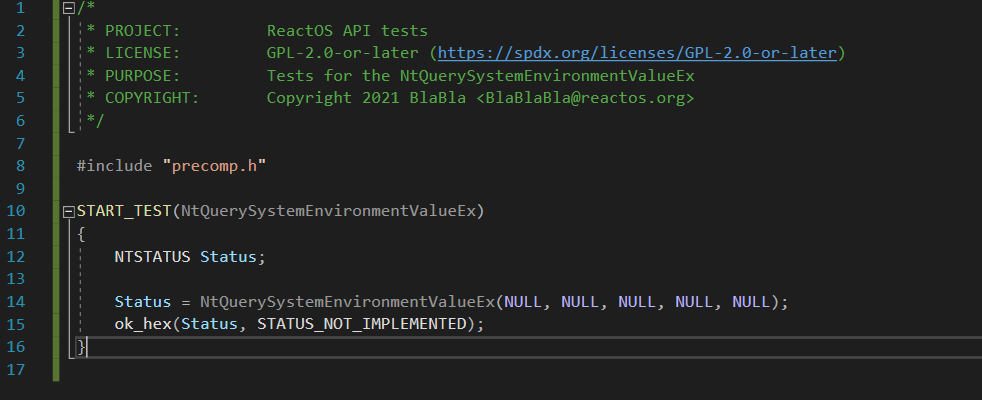 1 /*
2 * PROJECT: ReactOS API tests
3 * LICENSE: GPL-2.0-or-later (https://spdx.org/licenses/GPL-2.0-or-later)
4 * PURPOSE: Tests for the NtQuerySystemEnvironmentValueEx
5 * COPYRIGHT: Copyright 2021 BlaBla <BlaBlaBla@reactos.org>
6 */
7
8 #include "precomp.h"
9
10 START_TEST(NtQuerySystemEnvironmentValueEx)
11 {
12 NTSTATUS Status;
13
14 Status = NtQuerySystemEnvironmentValueEx(NULL, NULL, NULL, NULL, NULL);
15 ok_hex(Status, STATUS_NOT_IMPLEMENTED);
16 }
17